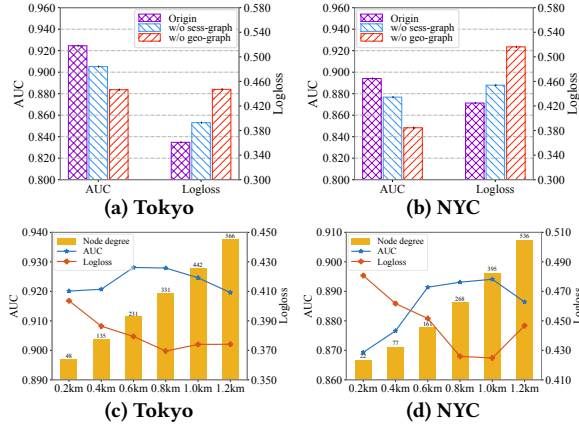 0.960
0.940
0.920
0.900
0.880
0.860
0.840
0.820
0.800
AUC
Origin
w/o sess-graph
w/o geo-graph
0.580
0.540
0.500
0.460
0.420
0.380
0.340
0.300
Logloss
AUC Logloss
(a) Tokyo
0.960
0.940
0.920
0.900
0.880
0.860
0.840
0.820
0.800
AUC
Origin
w/o sess-graph
w/o geo-graph
0.580
0.540
0.500
0.460
0.420
0.380
0.340
0.300
Logloss
AUC Logloss
(b) NYC
0.940
0.930
0.920
0.910
0.900
0.890
AUC
Node degree
AUC
Logloss
48
135
231
331
442
566
0.450
0.430
0.410
0.390
0.370
0.350
Logloss
0.2km 0.4km 0.6km 0.8km 1.0km 1.2km
(c) Tokyo
0.910
0.900
0.890
0.880
0.870
0.860
AUC
Node degree
AUC
Logloss
77
161
268
395
536
0.510
0.490
0.470
0.450
0.430
0.410
Logloss
0.2km 0.4km 0.6km 0.8km 1.0km 1.2km
(d) NYC